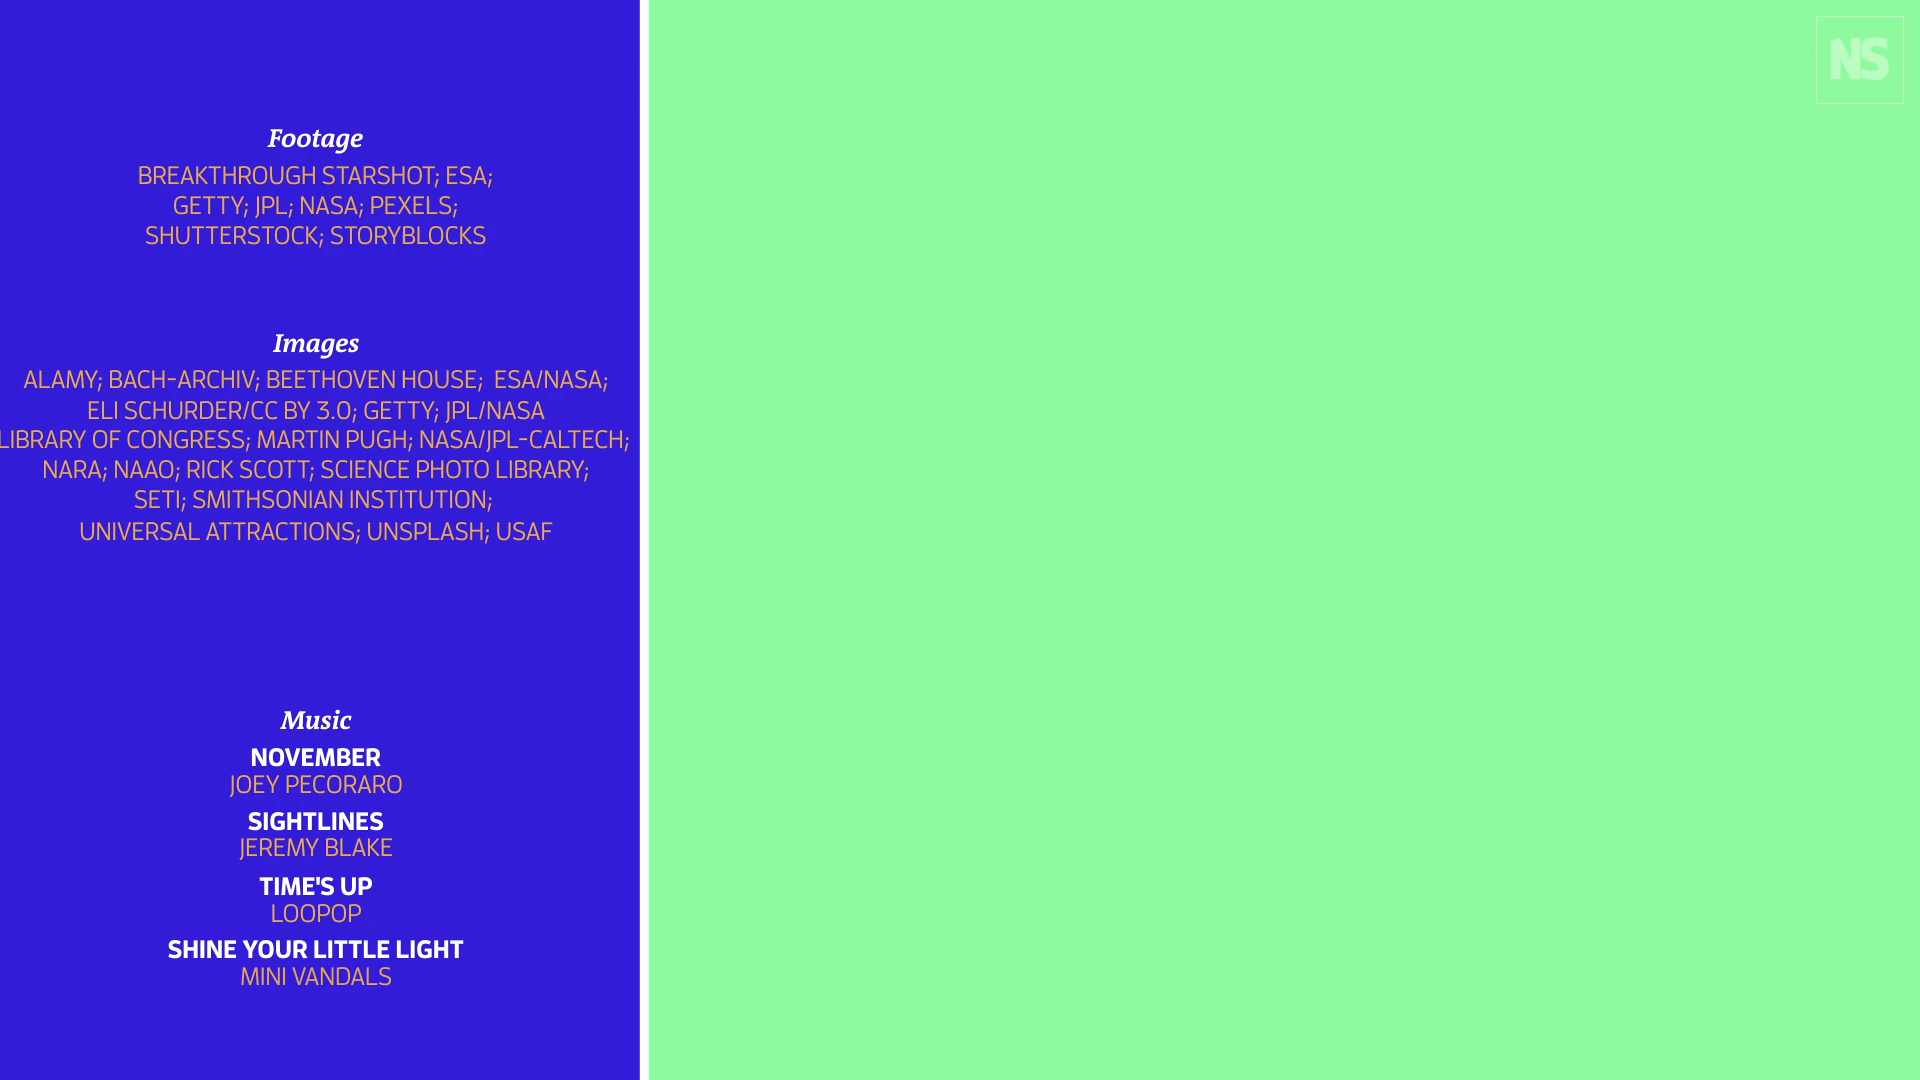 Footage
BREAKTHROUGH STARSHOT; ESA;
GETTY; JPL; NASA; PEXELS;
SHUTTERSTOCK; STORYBLOCKS
Images
ALAMY; BACH-ARCHIV; BEETHOVEN HOUSE;  ESA/NASA;
ELI SCHURDER/CC BY 3.0; GETTY; JPL/NASA
LIBRARY OF CONGRESS; MARTIN PUGH; NASA/JPL-CALTECH;
NARA; NAAO; RICK SCOTT; SCIENCE PHOTO LIBRARY;
SETI; SMITHSONIAN INSTITUTION;
UNIVERSAL ATTRACTIONS; UNSPLASH; USAF
Music
NOVEMBER
JOEY PECORARO
SIGHTLINES
JEREMY BLAKE
TIME'S UP
LOOPOP
SHINE YOUR LITTLE LIGHT
MINI VANDALS
NS